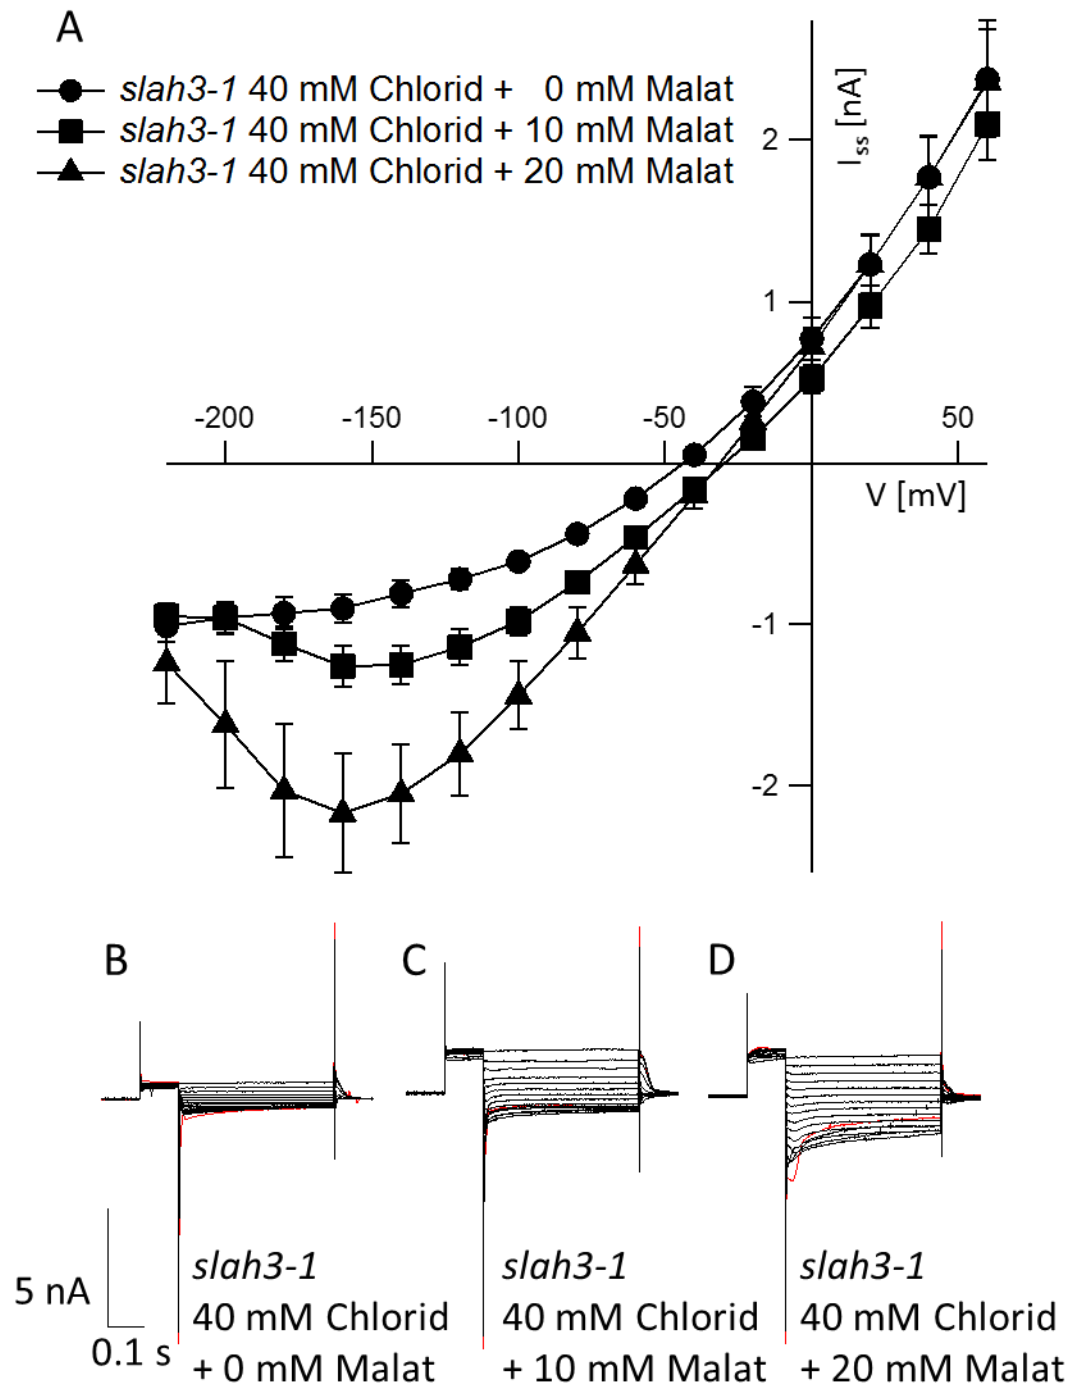 A
slah3-1 40 mM Chlorid + 0 mM Malat
slah3-1 40 mM Chlorid + 10 mM Malat
slah3-1 40 mM Chlorid + 20 mM Malat
Iss [nA]
2
1
-200 -150 -100 -50 50
V [mV]
-1
-2
B C D
5 nA
0.1 s
slah3-1
40 mM Chlorid
+ 0 mM Malat
slah3-1
40 mM Chlorid
+ 10 mM Malat
slah3-1
40 mM Chlorid
+ 20 mM Malat